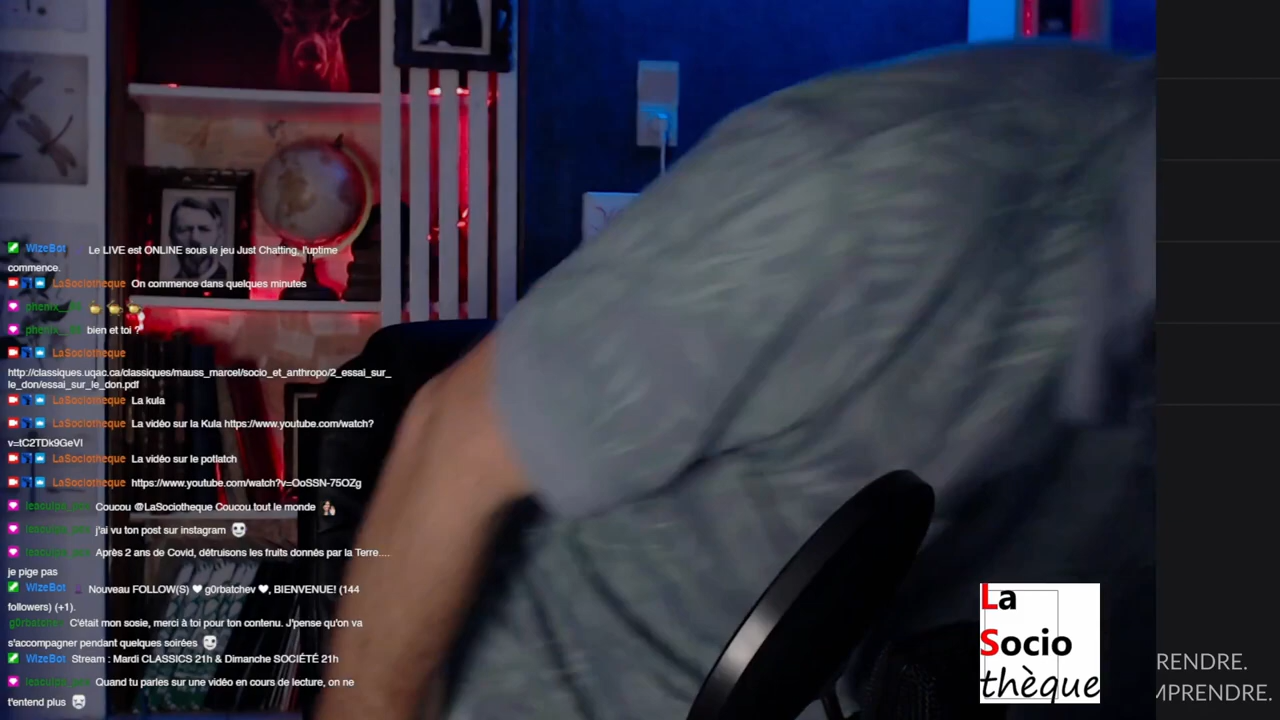 WizeBot Le LIVE est ONLINE sous le jeu Just Chatting, l'uptime
commence.
LaSociotheque On commence dans quelques minutes
bien et toi ?
LaSociotheque
http://classiques.uqac.ca/classiques/mauss_marcel/socio_et_anthropo/2_essai_sur_
le_don/essai_sur_le_don.pdf
LaSociotheque La kula
LaSociotheque La vidéo sur la Kula https://www.youtube.com/watch?
v=tC2TDk9GeVI
LaSociotheque La vidéo sur le potlatch
LaSociotheque https://www.youtube.com/watch?v=OoSSN-75OZg
Coucou @LaSociotheque Coucou tout le monde
j'ai vu ton post sur instagram
Après 2 ans de Covid, détruisons les fruits donnés par la Terre....
je pige pas
WizeBot Nouveau FOLLOW(S) ♥ g0rbatchev ♥, BIENVENUE! (144
followers) (+1).
g0rbatchev C'était mon sosie, merci à toi pour ton contenu. J'pense qu'on va
s'accompagner pendant quelques soirées
WizeBot Stream : Mardi CLASSICS 21h & Dimanche SOCIÉTÉ 21h
Quand tu parles sur une vidéo en cours de lecture, on ne
t'entend plus
La
Socio
thèque
RENDRE.
MPRENDRE.